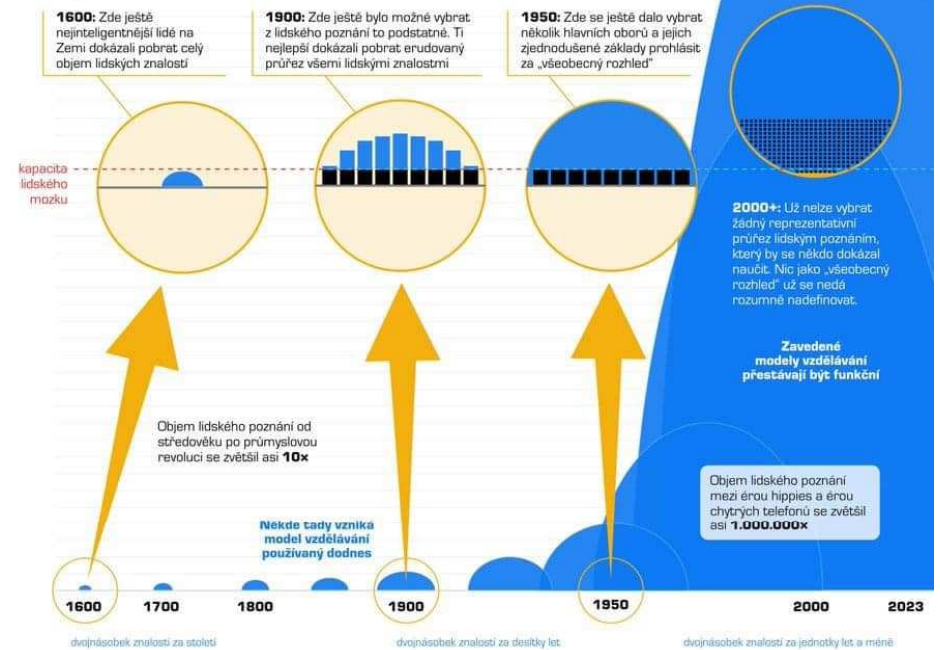 1600: Zde ještě
nejinteligentnější lidé na
Zemi dokázali pobrat celý
objem lidských znalostí
1900: Zde ještě bylo možné vybrat
z lidského poznání to podstatné. Ti
nejlepší dokázali pobrat erudovaný
průřez všemi lidskými znalostmi
1950: Zde se ještě dalo vybrat
několik hlavních oborů a jejich
zjednodušené základy prohlásit
za „všeobecný rozhled"
kapacita
lidského
mozku
2000+: Už nelze vybrat
žádný reprezentativní
průřez lidským poznáním,
který by se někdo dokázal
naučit. Nic jako „všeobecný
rozhled" už se nedá
rozumně nadefinovat.
Zavedené
modely vzdělávání
přestávají být funkční
Objem lidského poznání od
středověku po průmyslovou
revoluci se zvětšil asi 10×
Někde tady vzniká
model vzdělávání
používaný dodnes
Objem lidského poznání
mezi érou hippies a érou
chytrých telefonů se zvětšil
asi 1.000.000×
1600
1700
1800
1900
1950
2000
2023
dvojnásobek znalostí za století
dvojnásobek znalostí za desítky let
dvojnásobek znalostí za jednotky let a méně